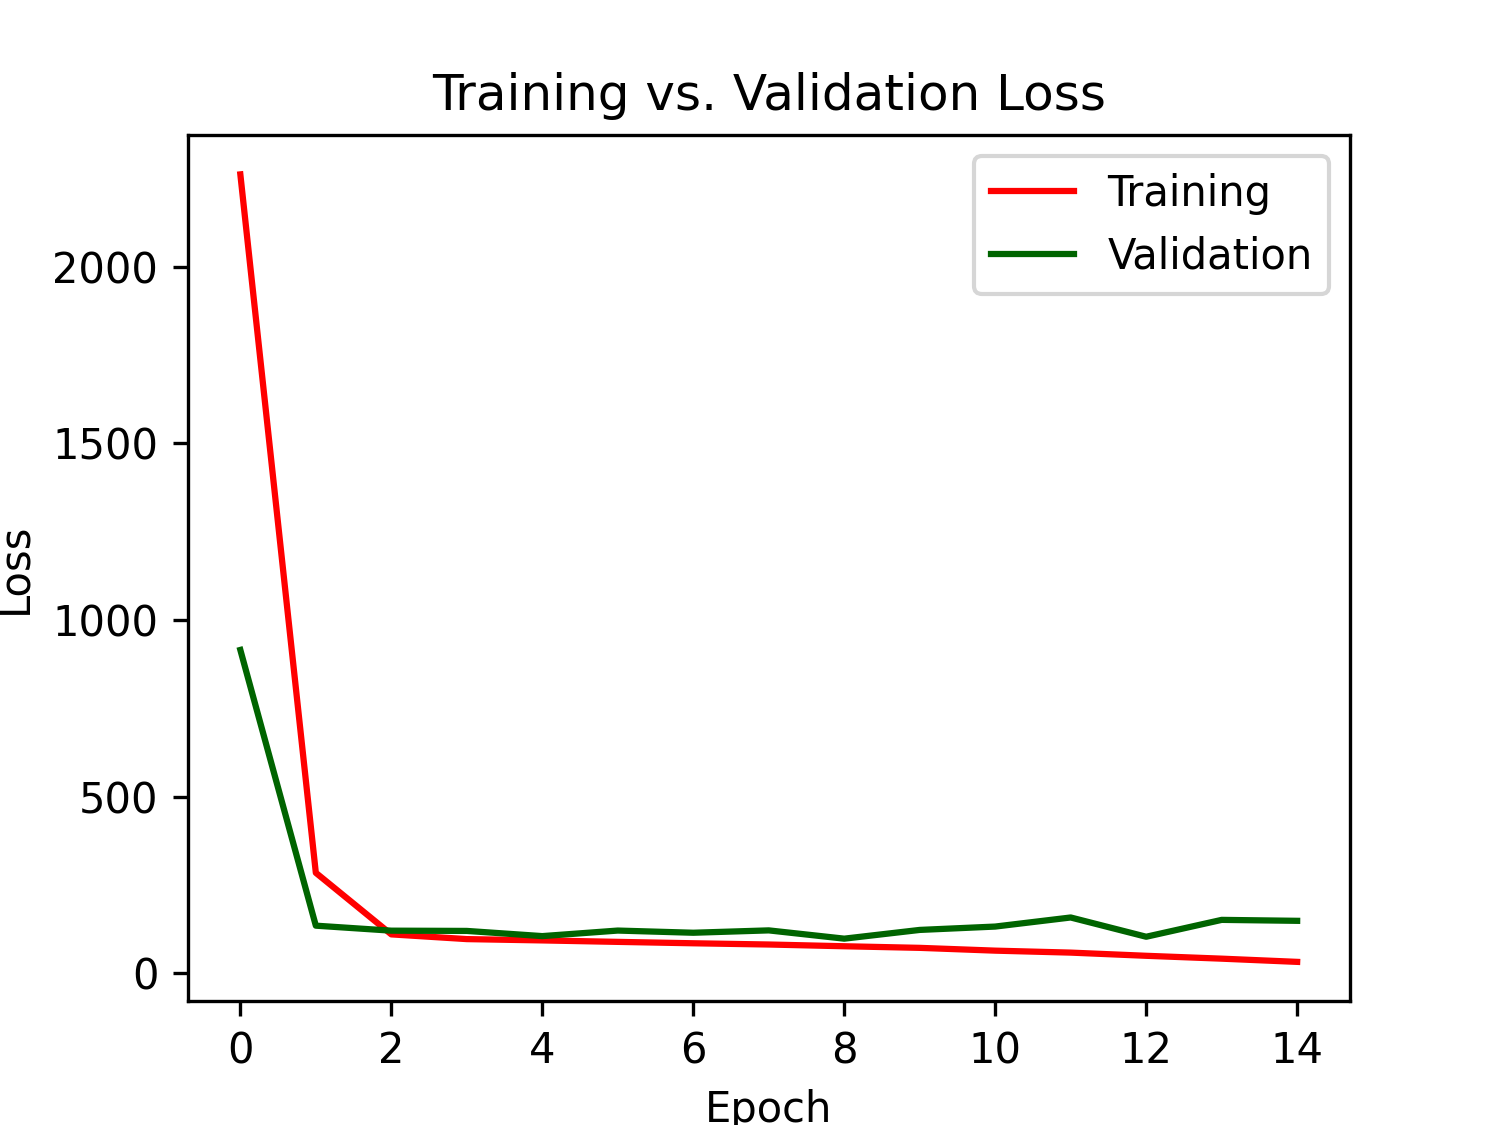 Training vs. Validation Loss
Training
Validation
2000
1500
1000
500
0
Loss
0 2 4 6 8 10 12 14
Epoch